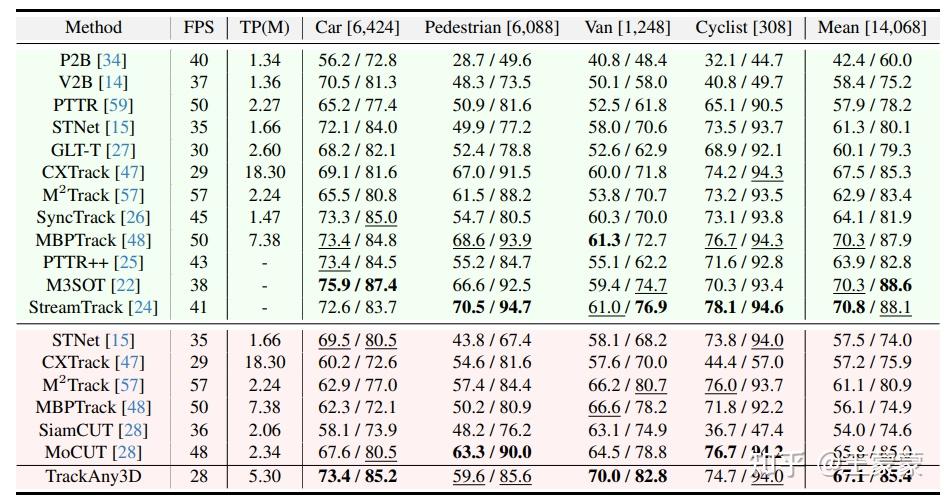 Method FPS TP(M) Car [6,424] Pedestrian [6,088] Van [1,248] Cyclist [308] Mean [14,068]
P2B [34] 40 1.34 56.2 / 72.8 28.7 / 49.6 40.8 / 48.4 32.1 / 44.7 42.4 / 60.0
V2B [14] 37 1.36 70.5 / 81.3 48.3 / 73.5 50.1 / 58.0 40.8 / 49.7 58.4 / 75.2
PTTR [59] 50 2.27 65.2 / 77.4 50.9 / 81.6 52.5 / 61.8 65.1 / 90.5 57.9 / 78.2
STNet [15] 35 1.66 72.1 / 84.0 49.9 / 77.2 58.0 / 70.6 73.5 / 93.7 61.3 / 80.1
GLT-T [27] 30 2.60 68.2 / 82.1 52.4 / 78.8 52.6 / 62.9 68.9 / 92.1 60.1 / 79.3
CXTrack [47] 29 18.30 69.1 / 81.6 67.0 / 91.5 60.0 / 71.8 74.2 / 94.3 67.5 / 85.3
M²Track [57] 57 2.24 65.5 / 80.8 61.5 / 88.2 53.8 / 70.7 73.2 / 93.5 62.9 / 83.4
SyncTrack [26] 45 1.47 73.3 / 85.0 54.7 / 80.5 60.3 / 70.0 73.1 / 93.8 64.1 / 81.9
MBPTrack [48] 50 7.38 73.4 / 84.8 68.6 / 93.9 61.3 / 72.7 76.7 / 94.3 70.3 / 87.9
PTTR++ [25] 43 - 73.4 / 84.5 55.2 / 84.7 55.1 / 62.2 71.6 / 92.8 63.9 / 82.8
M3SOT [22] 38 - 75.9 / 87.4 66.6 / 92.5 59.4 / 74.7 70.3 / 93.4 70.3 / 88.6
StreamTrack [24] 41 - 72.6 / 83.7 70.5 / 94.7 61.0 / 76.9 78.1 / 94.6 70.8 / 88.1
STNet [15] 35 1.66 69.5 / 80.5 43.8 / 67.4 58.1 / 68.2 73.8 / 94.0 57.5 / 74.0
CXTrack [47] 29 18.30 60.2 / 72.6 54.6 / 81.6 57.6 / 70.0 44.4 / 57.0 57.2 / 75.9
M²Track [57] 57 2.24 62.9 / 77.0 57.4 / 84.4 66.2 / 80.7 76.0 / 93.7 61.1 / 80.9
MBPTrack [48] 50 7.38 62.3 / 72.1 50.2 / 80.9 66.6 / 78.2 71.8 / 92.2 56.1 / 74.9
SiamCUT [28] 36 2.06 58.1 / 73.9 48.2 / 76.2 63.1 / 74.9 36.7 / 47.4 54.0 / 74.6
MoCUT [28] 48 2.34 67.6 / 80.5 63.3 / 90.0 64.5 / 78.8 76.7 / 94.2 65.8 /
TrackAny3D 28 5.30 73.4 / 85.2 59.6 / 85.6 70.0 / 82.8 74.7 / 94.0 67.1 / 85.4